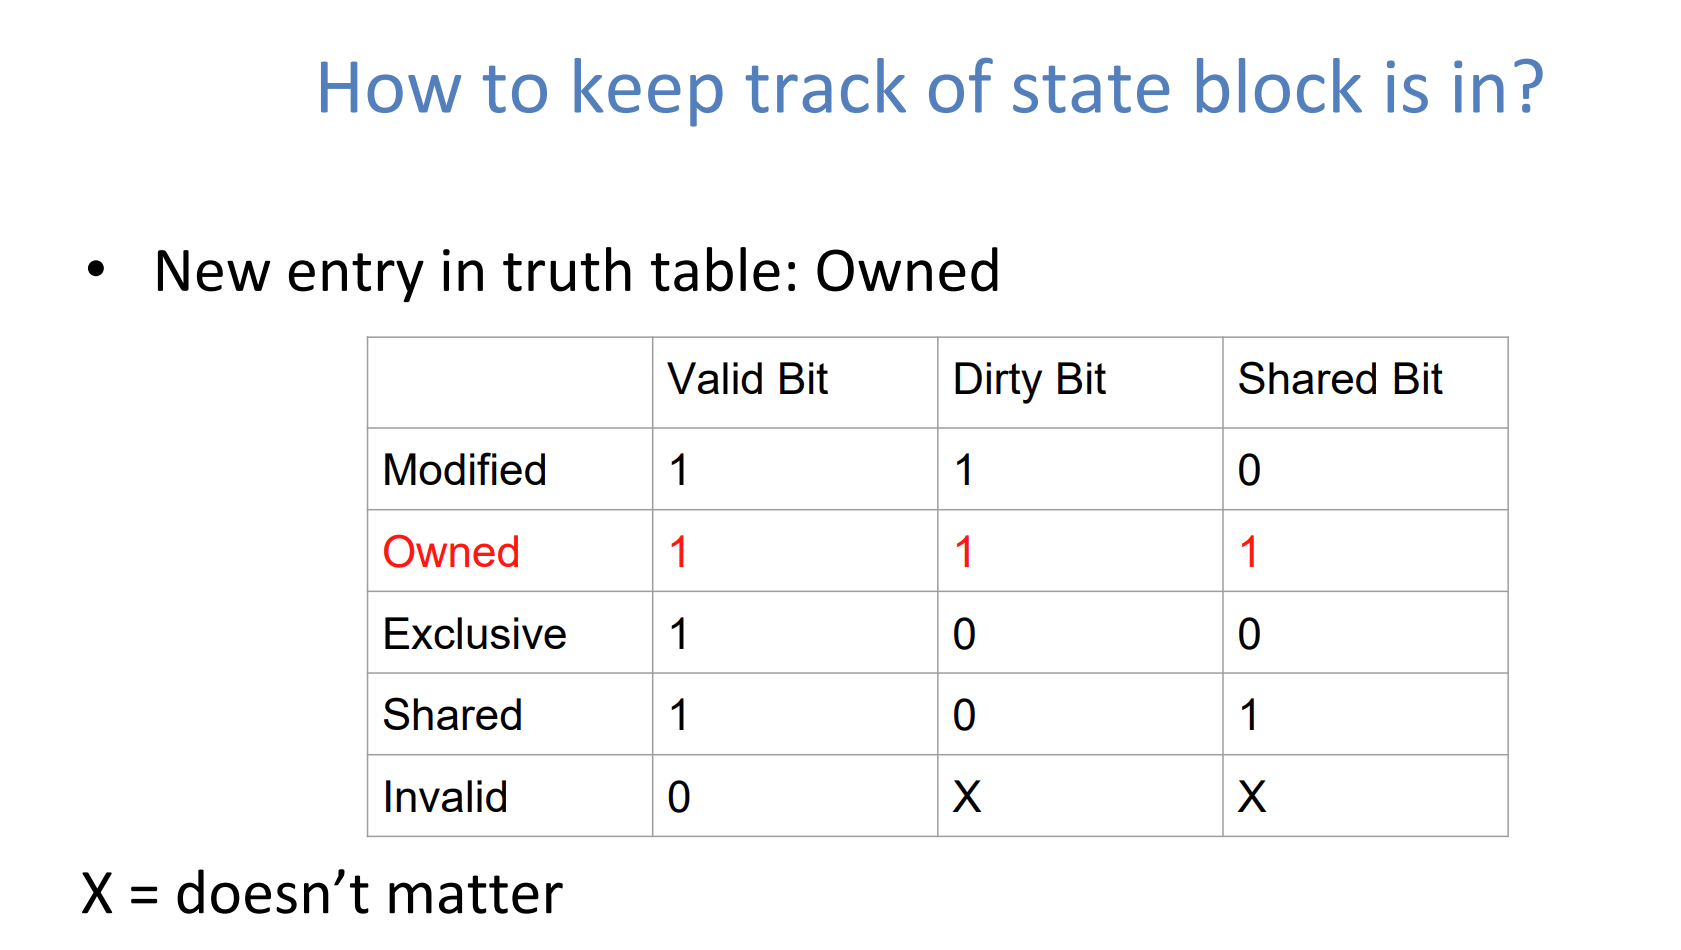 How to keep track of state block is in?
• New entry in truth table: Owned
Valid Bit Dirty Bit Shared Bit
Modified 1 1 0
Owned 1 1 1
Exclusive 1 0 0
Shared 1 0 1
Invalid 0 X X
X = doesn’t matter